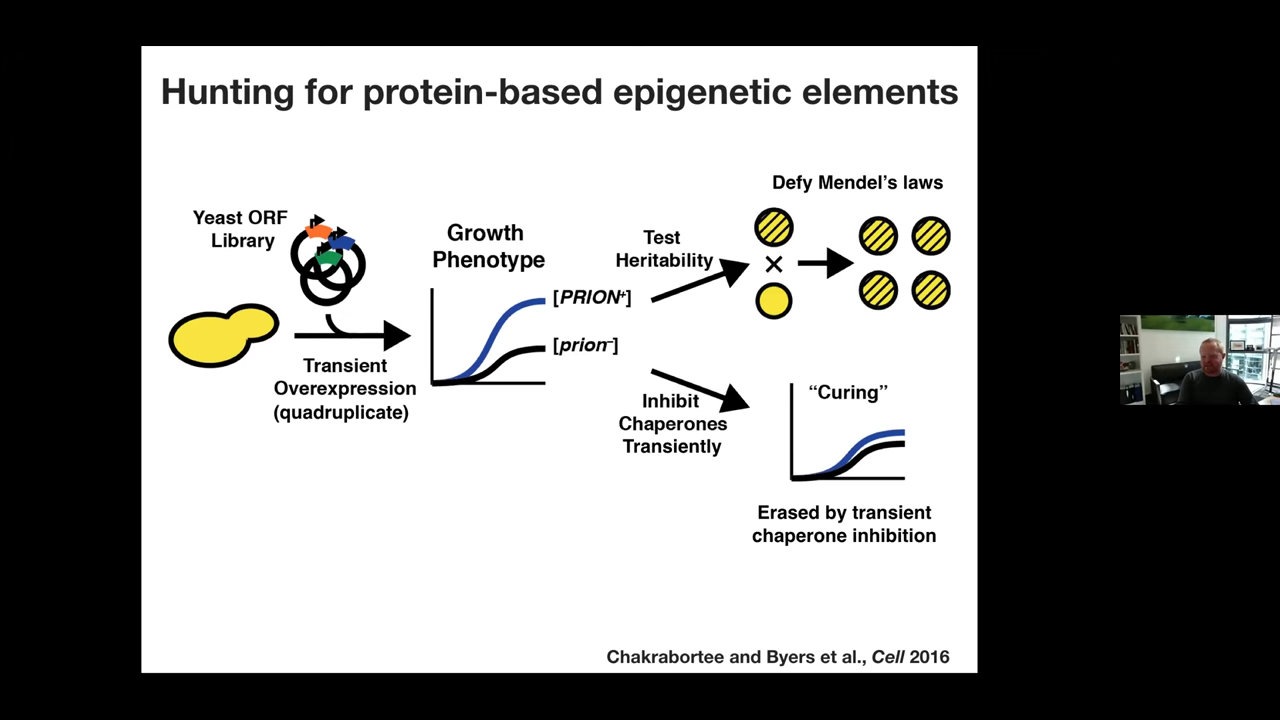 Hunting for protein-based epigenetic elements
Yeast ORF
Library
Transient
Overexpression
(quadruplicate)
Growth
Phenotype
[PRION⁺]
[prion⁻]
Test
Heritability
Inhibit
Chaperones
Transiently
Defy Mendel’s laws
“Curing”
Erased by transient
chaperone inhibition
Chakrabortee and Byers et al., Cell 2016